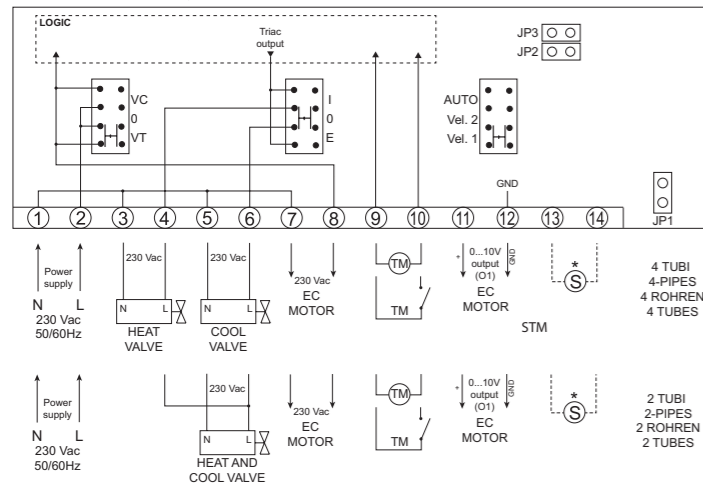 LOGIC
Triac
output
JP3
JP2
VC
0
VT
I
0
E
AUTO
Vel. 2
Vel. 1
GND
JP1
1 2 3 4 5 6 7 8 9 10 11 12 13 14
Power
supply
N L
230 Vac
50/60Hz
230 Vac
N L
HEAT
VALVE
230 Vac
N L
COOL
VALVE
230 Vac
EC
MOTOR
TM
TM
+ 0...10V GND
output
(O1)
EC
MOTOR
*
S
STM
4 TUBI
4-PIPES
4 ROHREN
4 TUBES
Power
supply
N L
230 Vac
50/60Hz
230 Vac
N L
HEAT AND
COOL VALVE
230 Vac
EC
MOTOR
TM
TM
+ 0...10V GND
output
(O1)
EC
MOTOR
*
S
2 TUBI
2-PIPES
2 ROHREN
2 TUBES